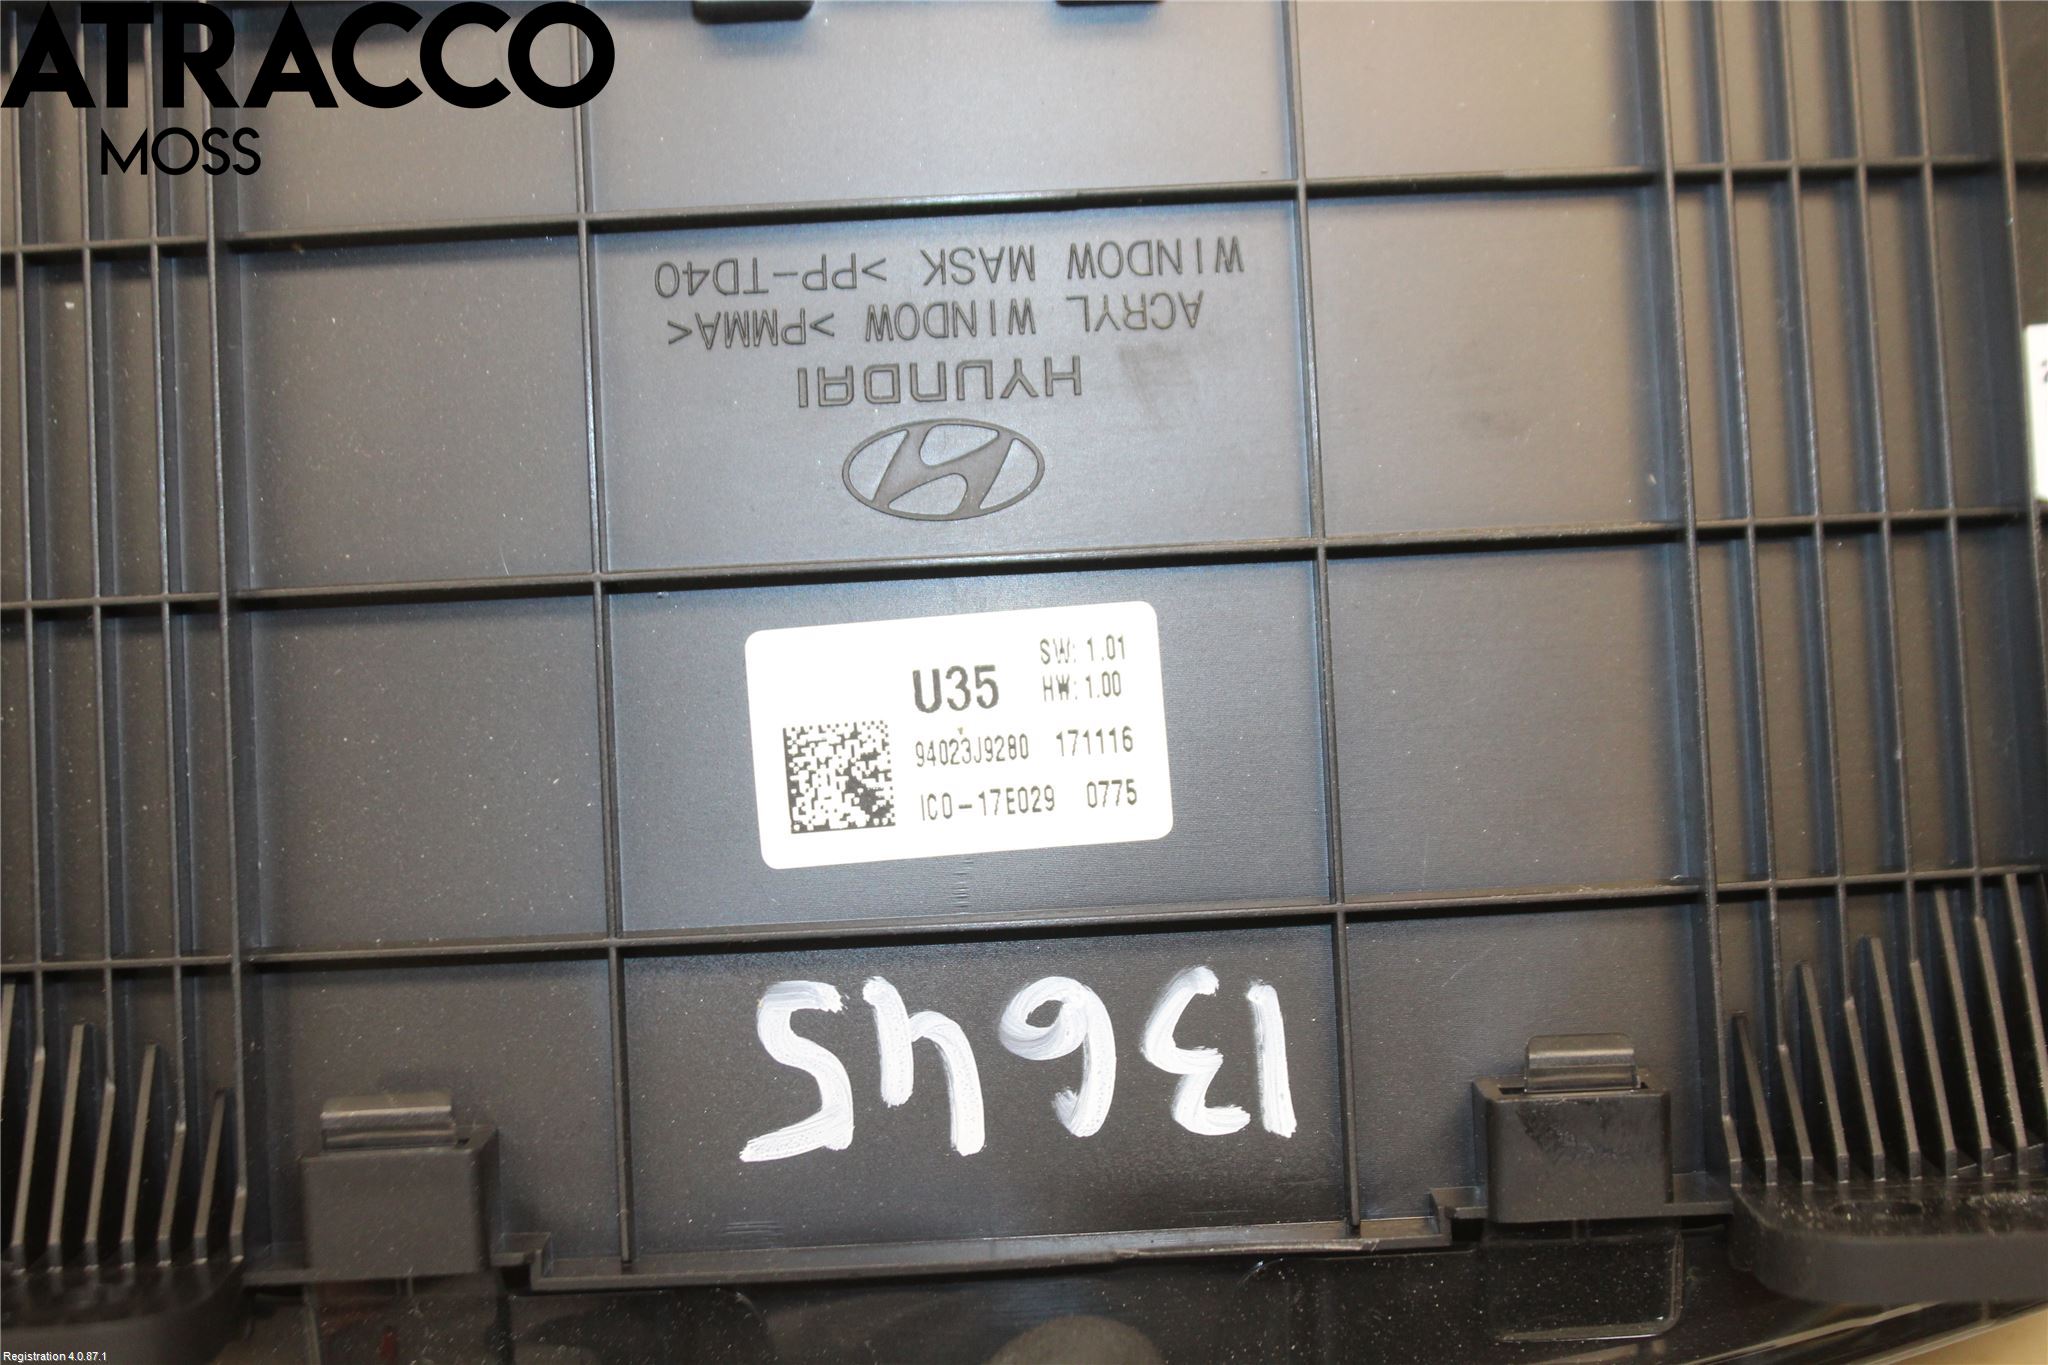 ATRACCO
MOSS
WINDOW MASK >PP-TD40
ACRYL WINDOW >PMMA<
HYUNDAI
U35
SW: 1.01
HW: 1.00
94023J9280 171116
ICO-17E029 0775
13645
Registration 4.0.87.1